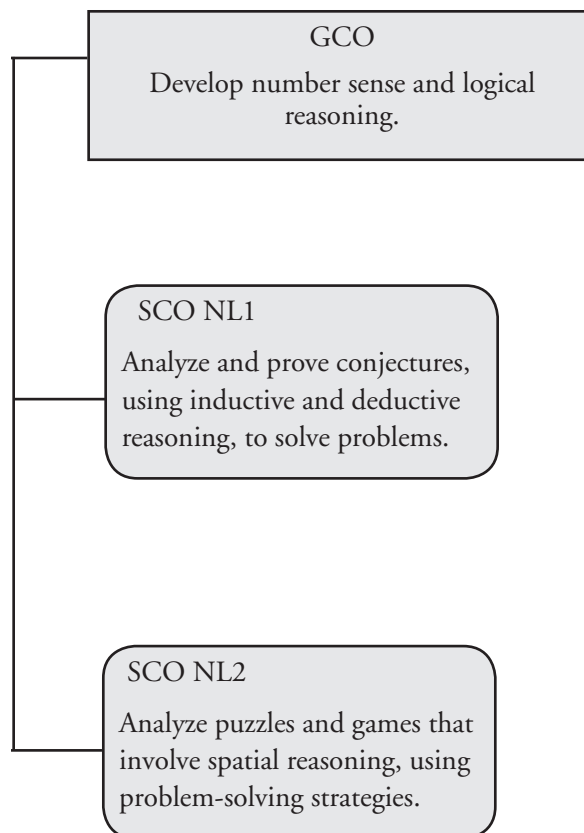 GCO
Develop number sense and logical
reasoning.
SCO NL1
Analyze and prove conjectures,
using inductive and deductive
reasoning, to solve problems.
SCO NL2
Analyze puzzles and games that
involve spatial reasoning, using
problem-solving strategies.